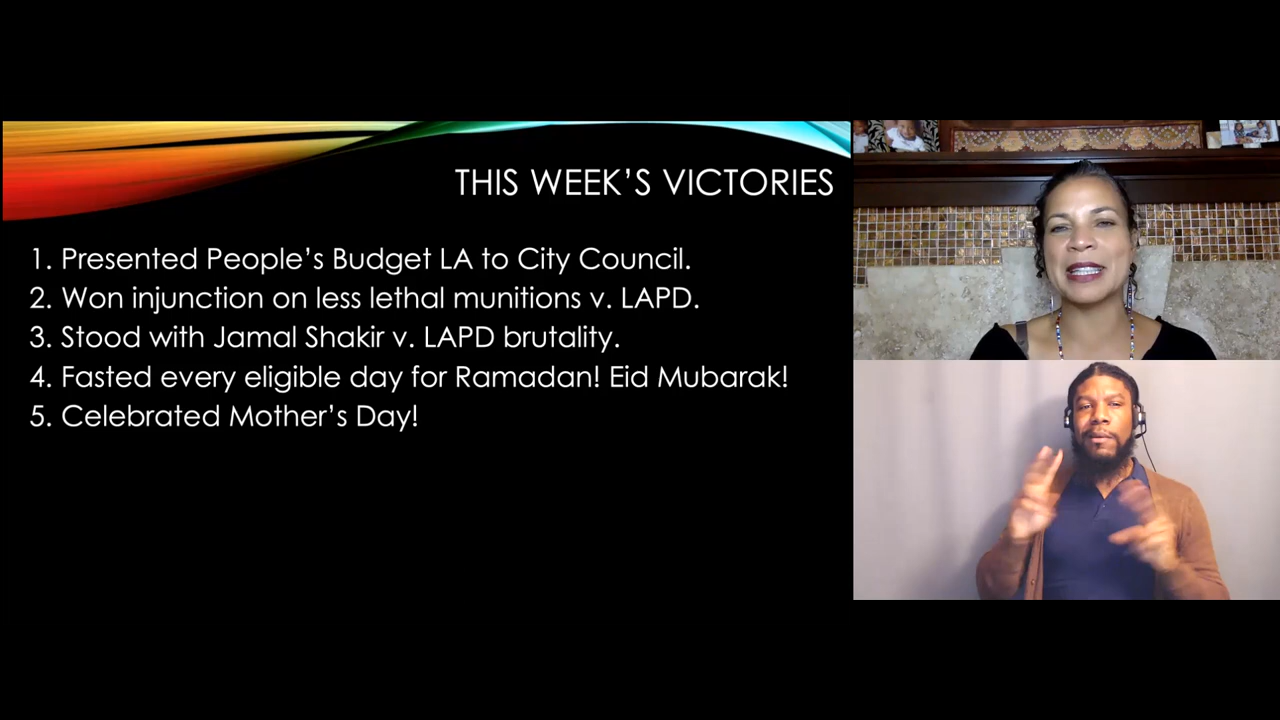 THIS WEEK’S VICTORIES
1. Presented People’s Budget LA to City Council.
2. Won injunction on less lethal munitions v. LAPD.
3. Stood with Jamal Shakir v. LAPD brutality.
4. Fasted every eligible day for Ramadan! Eid Mubarak!
5. Celebrated Mother’s Day!